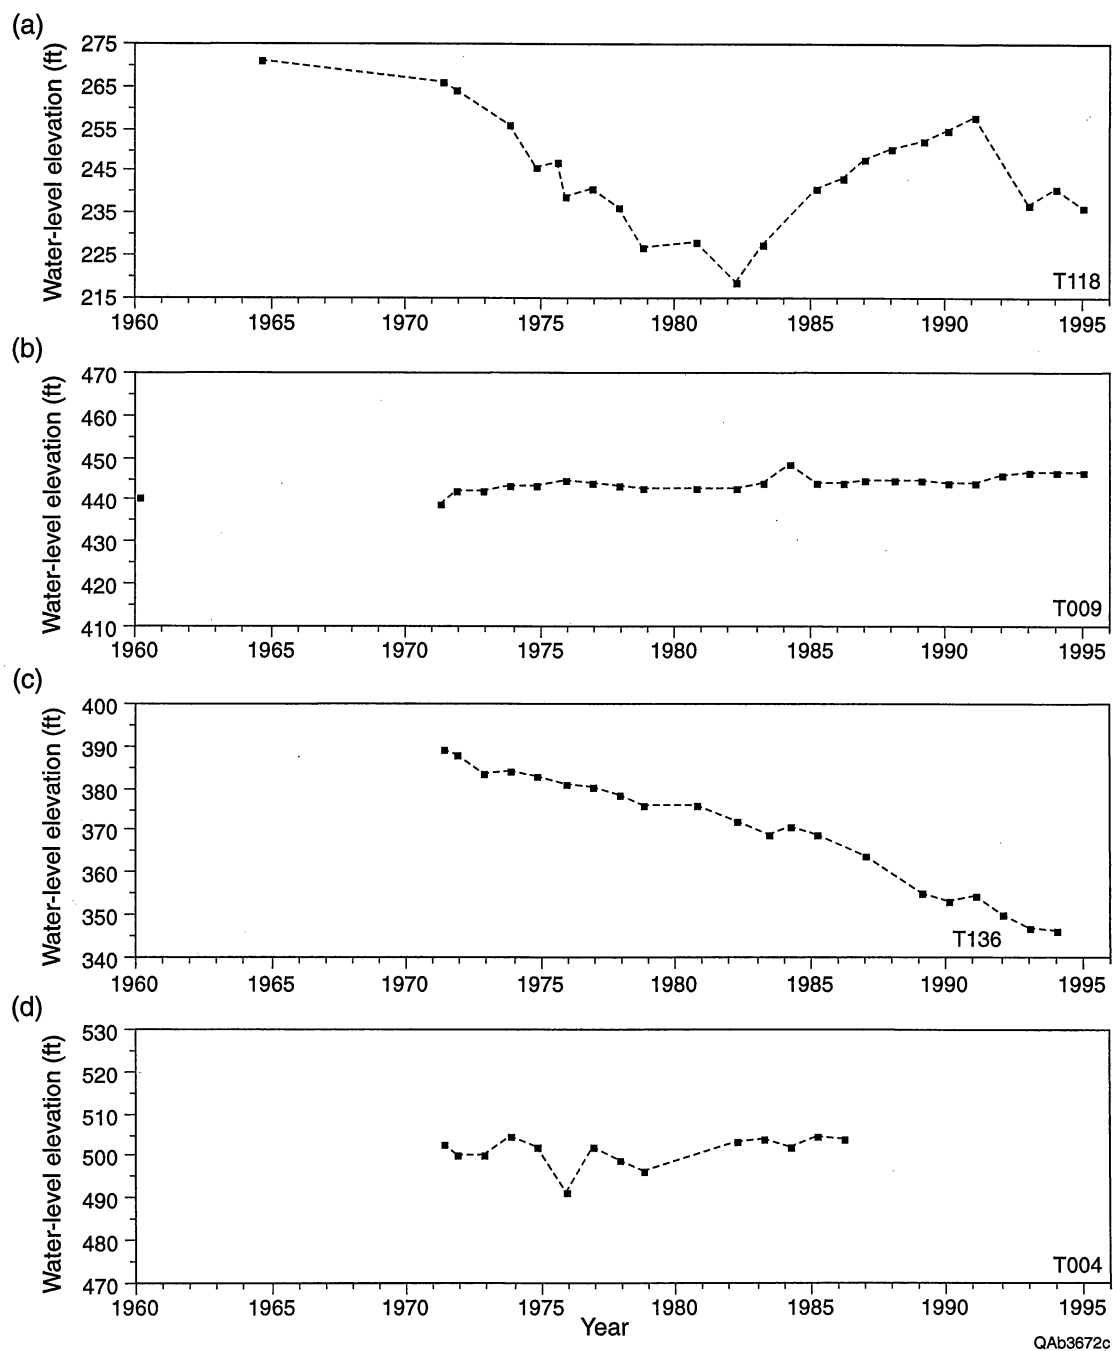 (a)
Water-level elevation (ft)
275
265
255
245
235
225
215
T118
1960 1965 1970 1975 1980 1985 1990 1995
(b)
Water-level elevation (ft)
470
460
450
440
430
420
410
T009
1960 1965 1970 1975 1980 1985 1990 1995
(c)
Water-level elevation (ft)
400
390
380
370
360
350
340
T136
1960 1965 1970 1975 1980 1985 1990 1995
(d)
Water-level elevation (ft)
530
520
510
500
490
480
470
T004
1960 1965 1970 1975 1980 1985 1990 1995
Year
QAb3672c